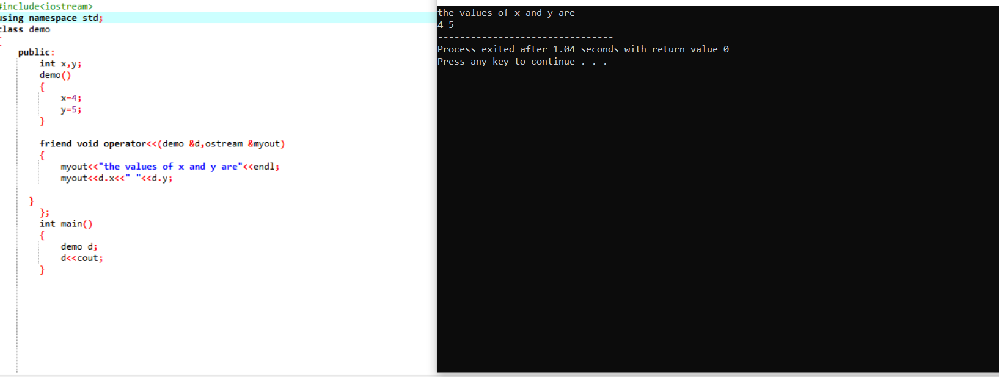 #include<iostream>
using namespace std;
class demo
{
public:
int x,y;
demo()
{
x=4;
y=5;
}
friend void operator<<(demo &d,ostream &myout)
{
myout<<"the values of x and y are"<<endl;
myout<<d.x<<" "<<d.y;
}
};
int main()
{
demo d;
d<<cout;
}
the values of x and y are
4 5
--------------------------------
Process exited after 1.04 seconds with return value 0
Press any key to continue . . .